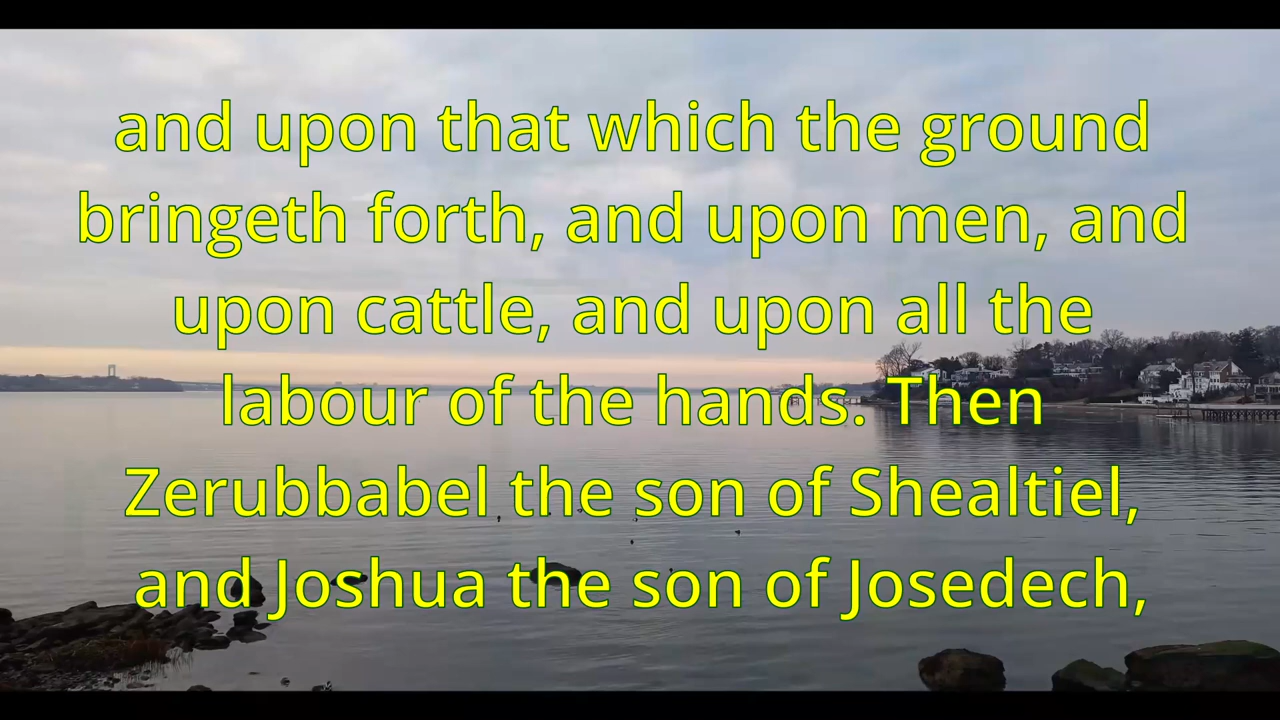 and upon that which the ground
bringeth forth, and upon men, and
upon cattle, and upon all the
labour of the hands. Then
Zerubbabel the son of Shealtiel,
and Joshua the son of Josedech,